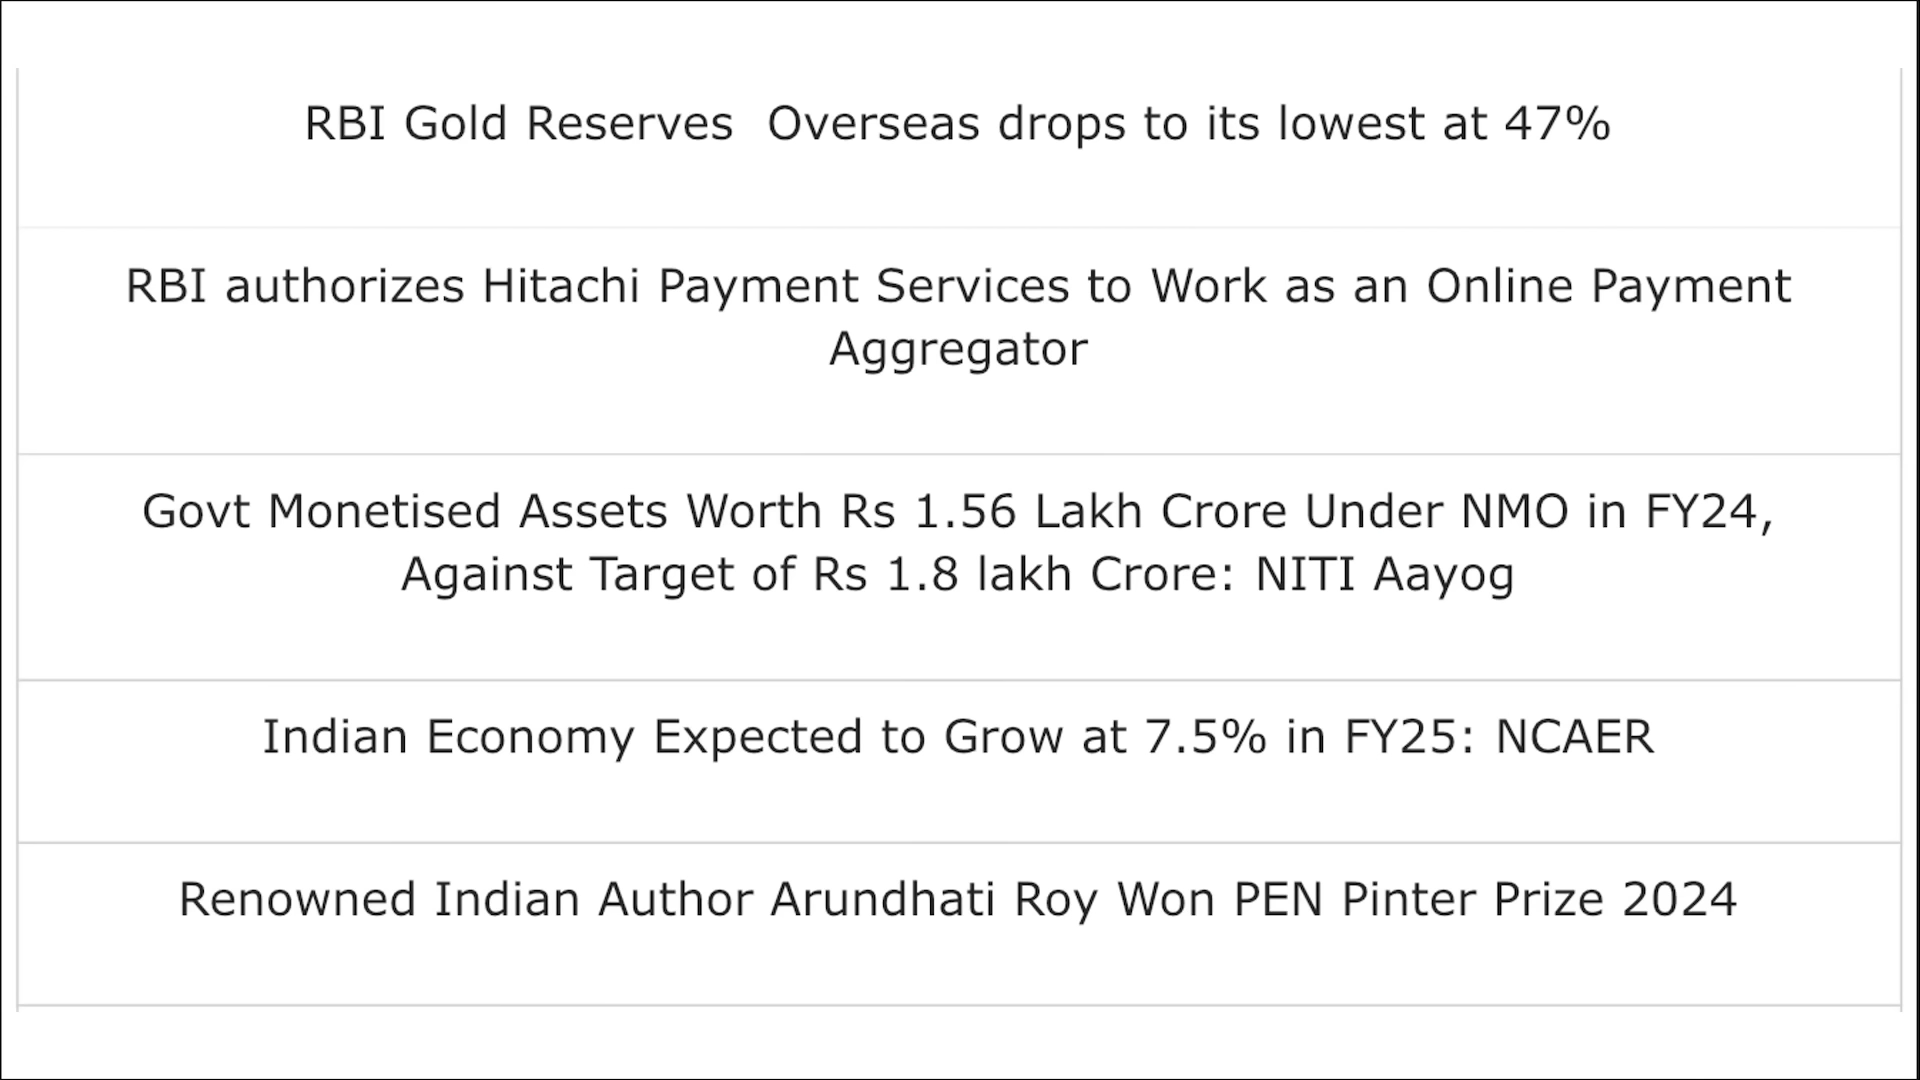 RBI Gold Reserves  Overseas drops to its lowest at 47%
RBI authorizes Hitachi Payment Services to Work as an Online Payment
Aggregator
Govt Monetised Assets Worth Rs 1.56 Lakh Crore Under NMO in FY24,
Against Target of Rs 1.8 lakh Crore: NITI Aayog
Indian Economy Expected to Grow at 7.5% in FY25: NCAER
Renowned Indian Author Arundhati Roy Won PEN Pinter Prize 2024